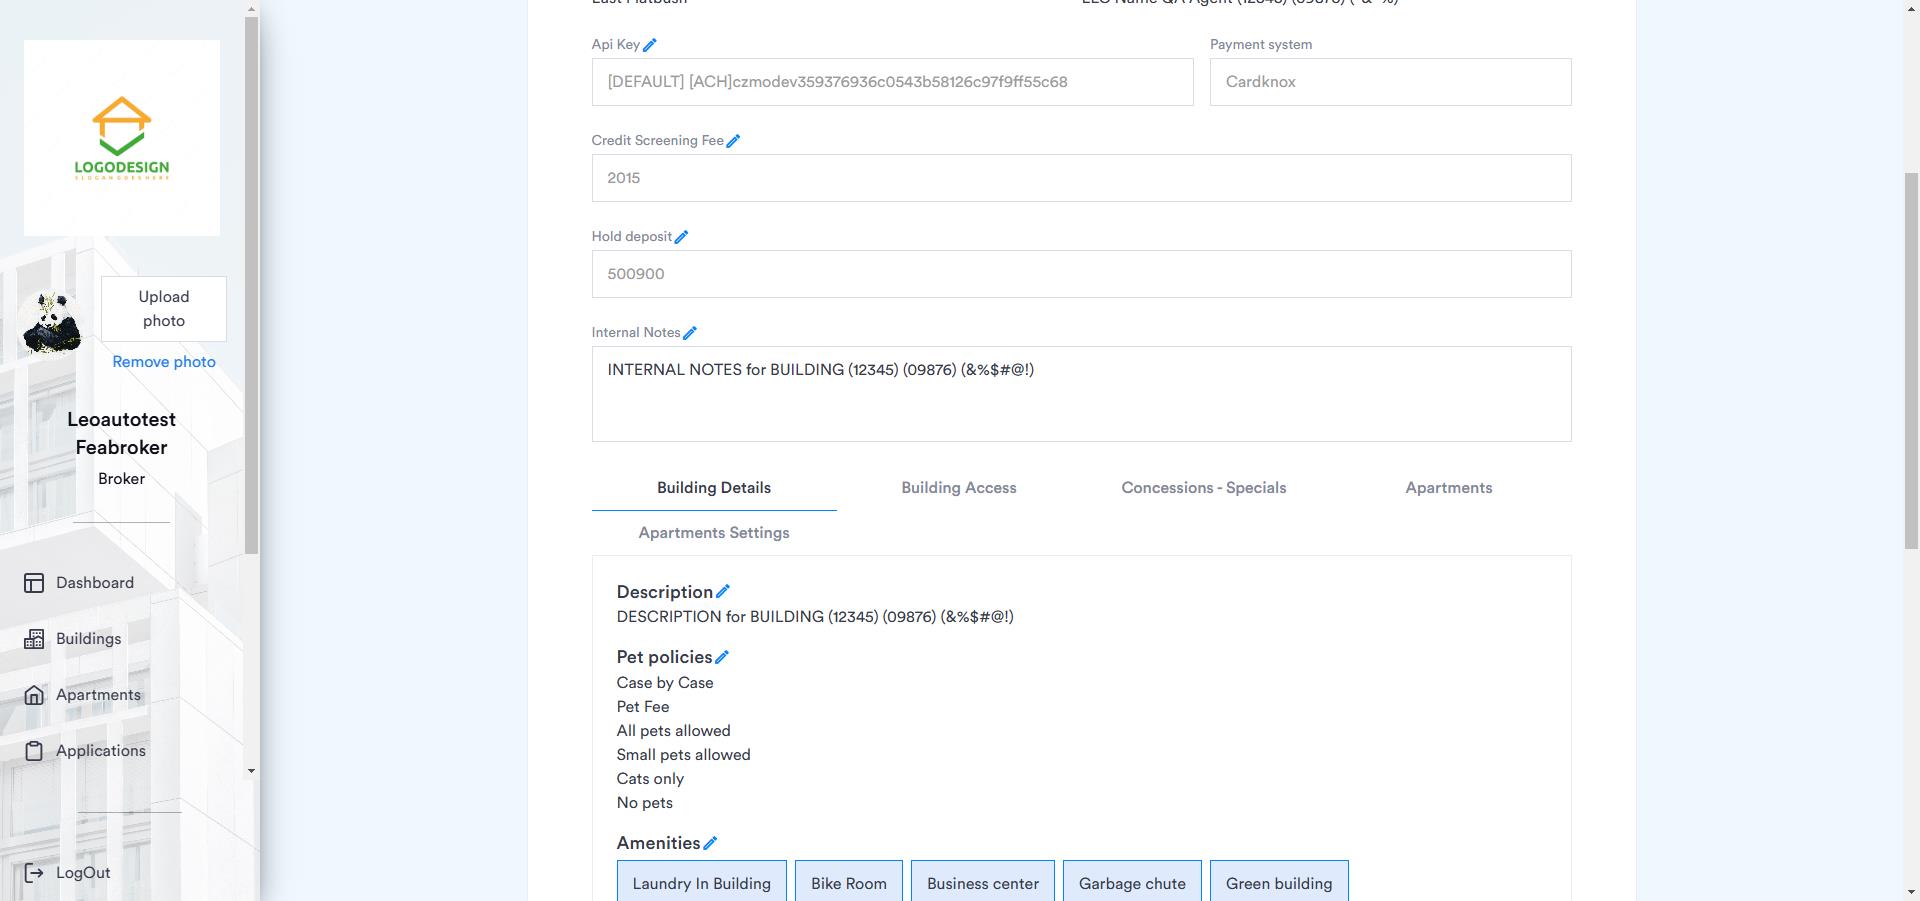 LOGODESIGN
SLOGANGOESHERE
Upload
photo
Remove photo
Leoautotest
Feabroker
Broker
Dashboard
Buildings
Apartments
Applications
LogOut
Api Key
[DEFAULT] [ACH]czmodev359376936c0543b58126c97f9ff55c68
Payment system
Cardknox
Credit Screening Fee
2015
Hold deposit
500900
Internal Notes
INTERNAL NOTES for BUILDING (12345) (09876) (&%$#@!)
Building Details
Building Access
Concessions - Specials
Apartments
Apartments Settings
Description
DESCRIPTION for BUILDING (12345) (09876) (&%$#@!)
Pet policies
Case by Case
Pet Fee
All pets allowed
Small pets allowed
Cats only
No pets
Amenities
Laundry In Building
Bike Room
Business center
Garbage chute
Green building